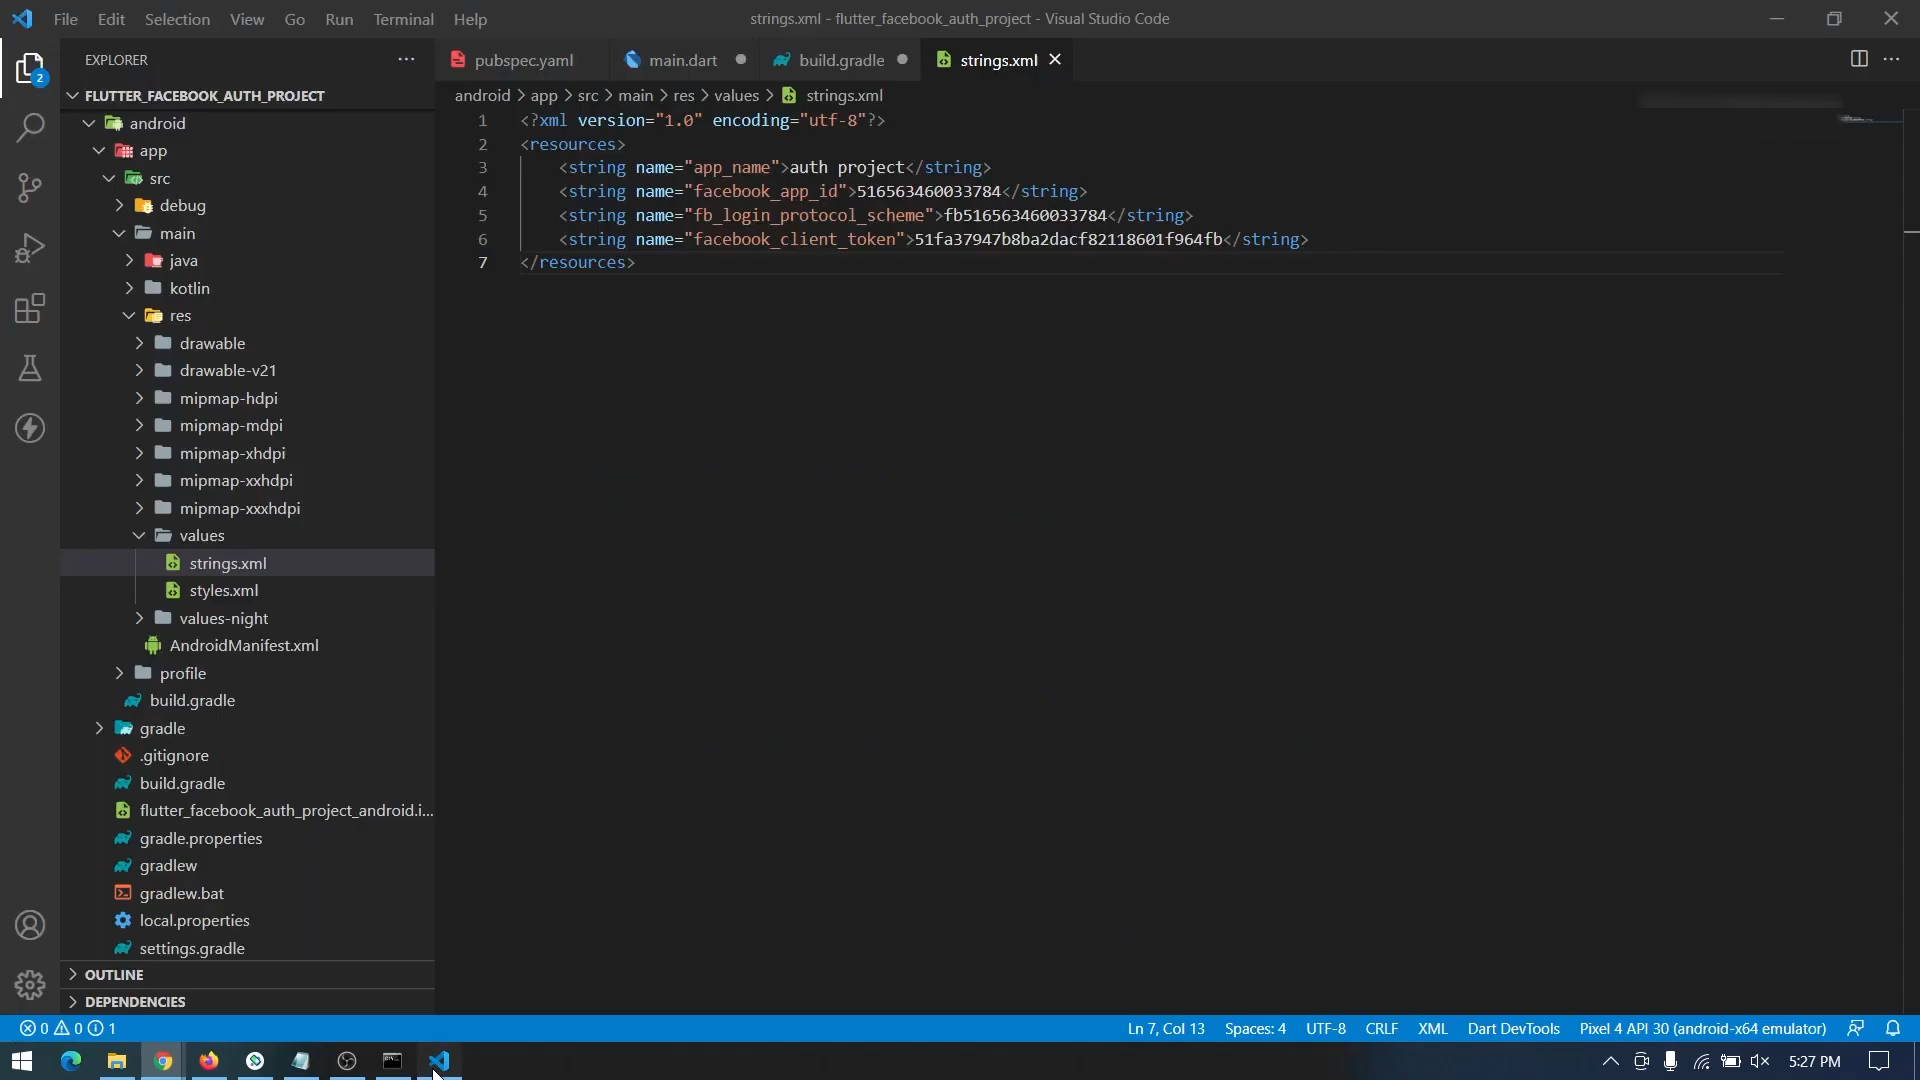 File Edit Selection View Go Run Terminal Help
strings.xml - flutter_facebook_auth_project - Visual Studio Code
EXPLORER
pubspec.yaml
main.dart
build.gradle
strings.xml
FLUTTER_FACEBOOK_AUTH_PROJECT
android > app > src > main > res > values > strings.xml
android
app
src
debug
main
java
kotlin
res
drawable
drawable-v21
mipmap-hdpi
mipmap-mdpi
mipmap-xhdpi
mipmap-xxhdpi
mipmap-xxxhdpi
values
strings.xml
styles.xml
values-night
AndroidManifest.xml
profile
build.gradle
gradle
.gitignore
build.gradle
flutter_facebook_auth_project_android.i...
gradle.properties
gradlew
gradlew.bat
local.properties
settings.gradle
OUTLINE
DEPENDENCIES
1 <?xml version="1.0" encoding="utf-8"?>
2 <resources>
3 <string name="app_name">auth project</string>
4 <string name="facebook_app_id">516563460033784</string>
5 <string name="fb_login_protocol_scheme">fb516563460033784</string>
6 <string name="facebook_client_token">51fa37947b8ba2dacf82118601f964fb</string>
7 </resources>
2
0 0 1
Ln 7, Col 13 Spaces: 4 UTF-8 CRLF XML Dart DevTools Pixel 4 API 30 (android-x64 emulator)
5:27 PM